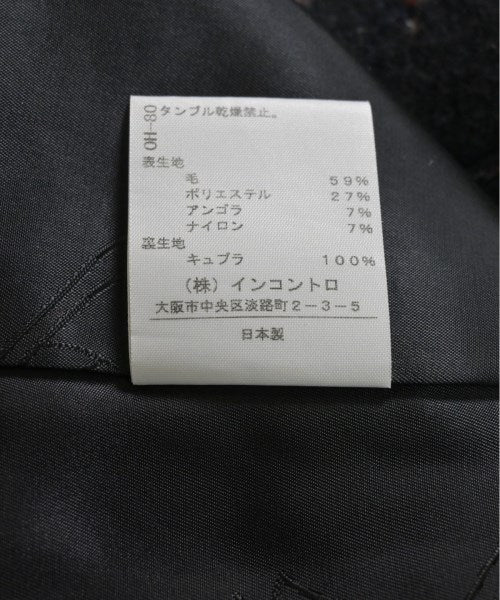 タンブル乾燥禁止。
OH-80
表生地
毛 59%
ポリエステル 27%
アンゴラ 7%
ナイロン 7%
裏生地
キュプラ 100%
(株)インコントロ
大阪市中央区淡路町2-3-5
日本製